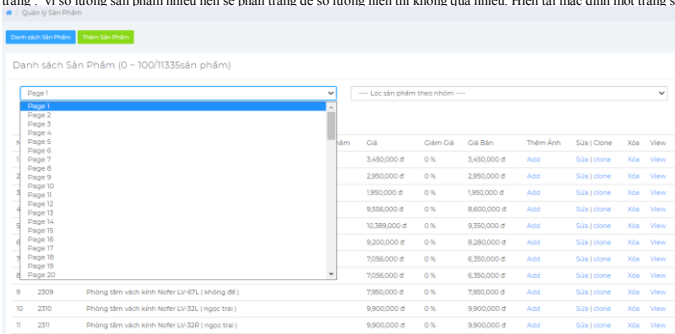 trang . Vì số lượng sản phẩm nhiều nên sẽ phân trang để số lượng hiển thị không quá nhiều. Hiện tại mặc định một trang s
/ Quản lý Sản Phẩm
Danh sách Sản Phẩm Thêm Sản Phẩm
Danh sách Sản Phẩm (0 ~ 100/11335sản phẩm)
Page 1 ---- Lọc sản phẩm theo nhóm ----
Page 1
Page 2
Page 3
Page 4
Page 5
Page 6
Page 7
Page 8
Page 9
Page 10
Page 11
Page 12
Page 13
Page 14
Page 15
Page 16
Page 17
Page 18
Page 19
Page 20
Giá Giảm Giá Giá Bán Thêm Ảnh Sửa | Clone Xóa View
1 3,450,000 đ 0 % 3,450,000 đ Add Sửa | clone Xóa View
2 2,950,000 đ 0 % 2,950,000 đ Add Sửa | clone Xóa View
3 1,950,000 đ 0 % 1,950,000 đ Add Sửa | clone Xóa View
4 9,556,000 đ 0 % 8,600,000 đ Add Sửa | clone Xóa View
5 10,389,000 đ 0 % 9,350,000 đ Add Sửa | clone Xóa View
6 9,200,000 đ 0 % 8,280,000 đ Add Sửa | clone Xóa View
7 7,056,000 đ 0 % 6,350,000 đ Add Sửa | clone Xóa View
8 7,056,000 đ 0 % 6,350,000 đ Add Sửa | clone Xóa View
9 2309 Phòng tắm vách kính Nofer LV-87L ( không đế ) 7,950,000 đ 0 % 7,950,000 đ Add Sửa | clone Xóa View
10 2310 Phòng tắm vách kính Nofer LV-32L ( ngọc trai ) 9,900,000 đ 0 % 9,900,000 đ Add Sửa | clone Xóa View
11 2311 Phòng tắm vách kính Nofer LV-32R ( ngọc trai ) 9,900,000 đ 0 % 9,900,000 đ Add Sửa | clone Xóa View